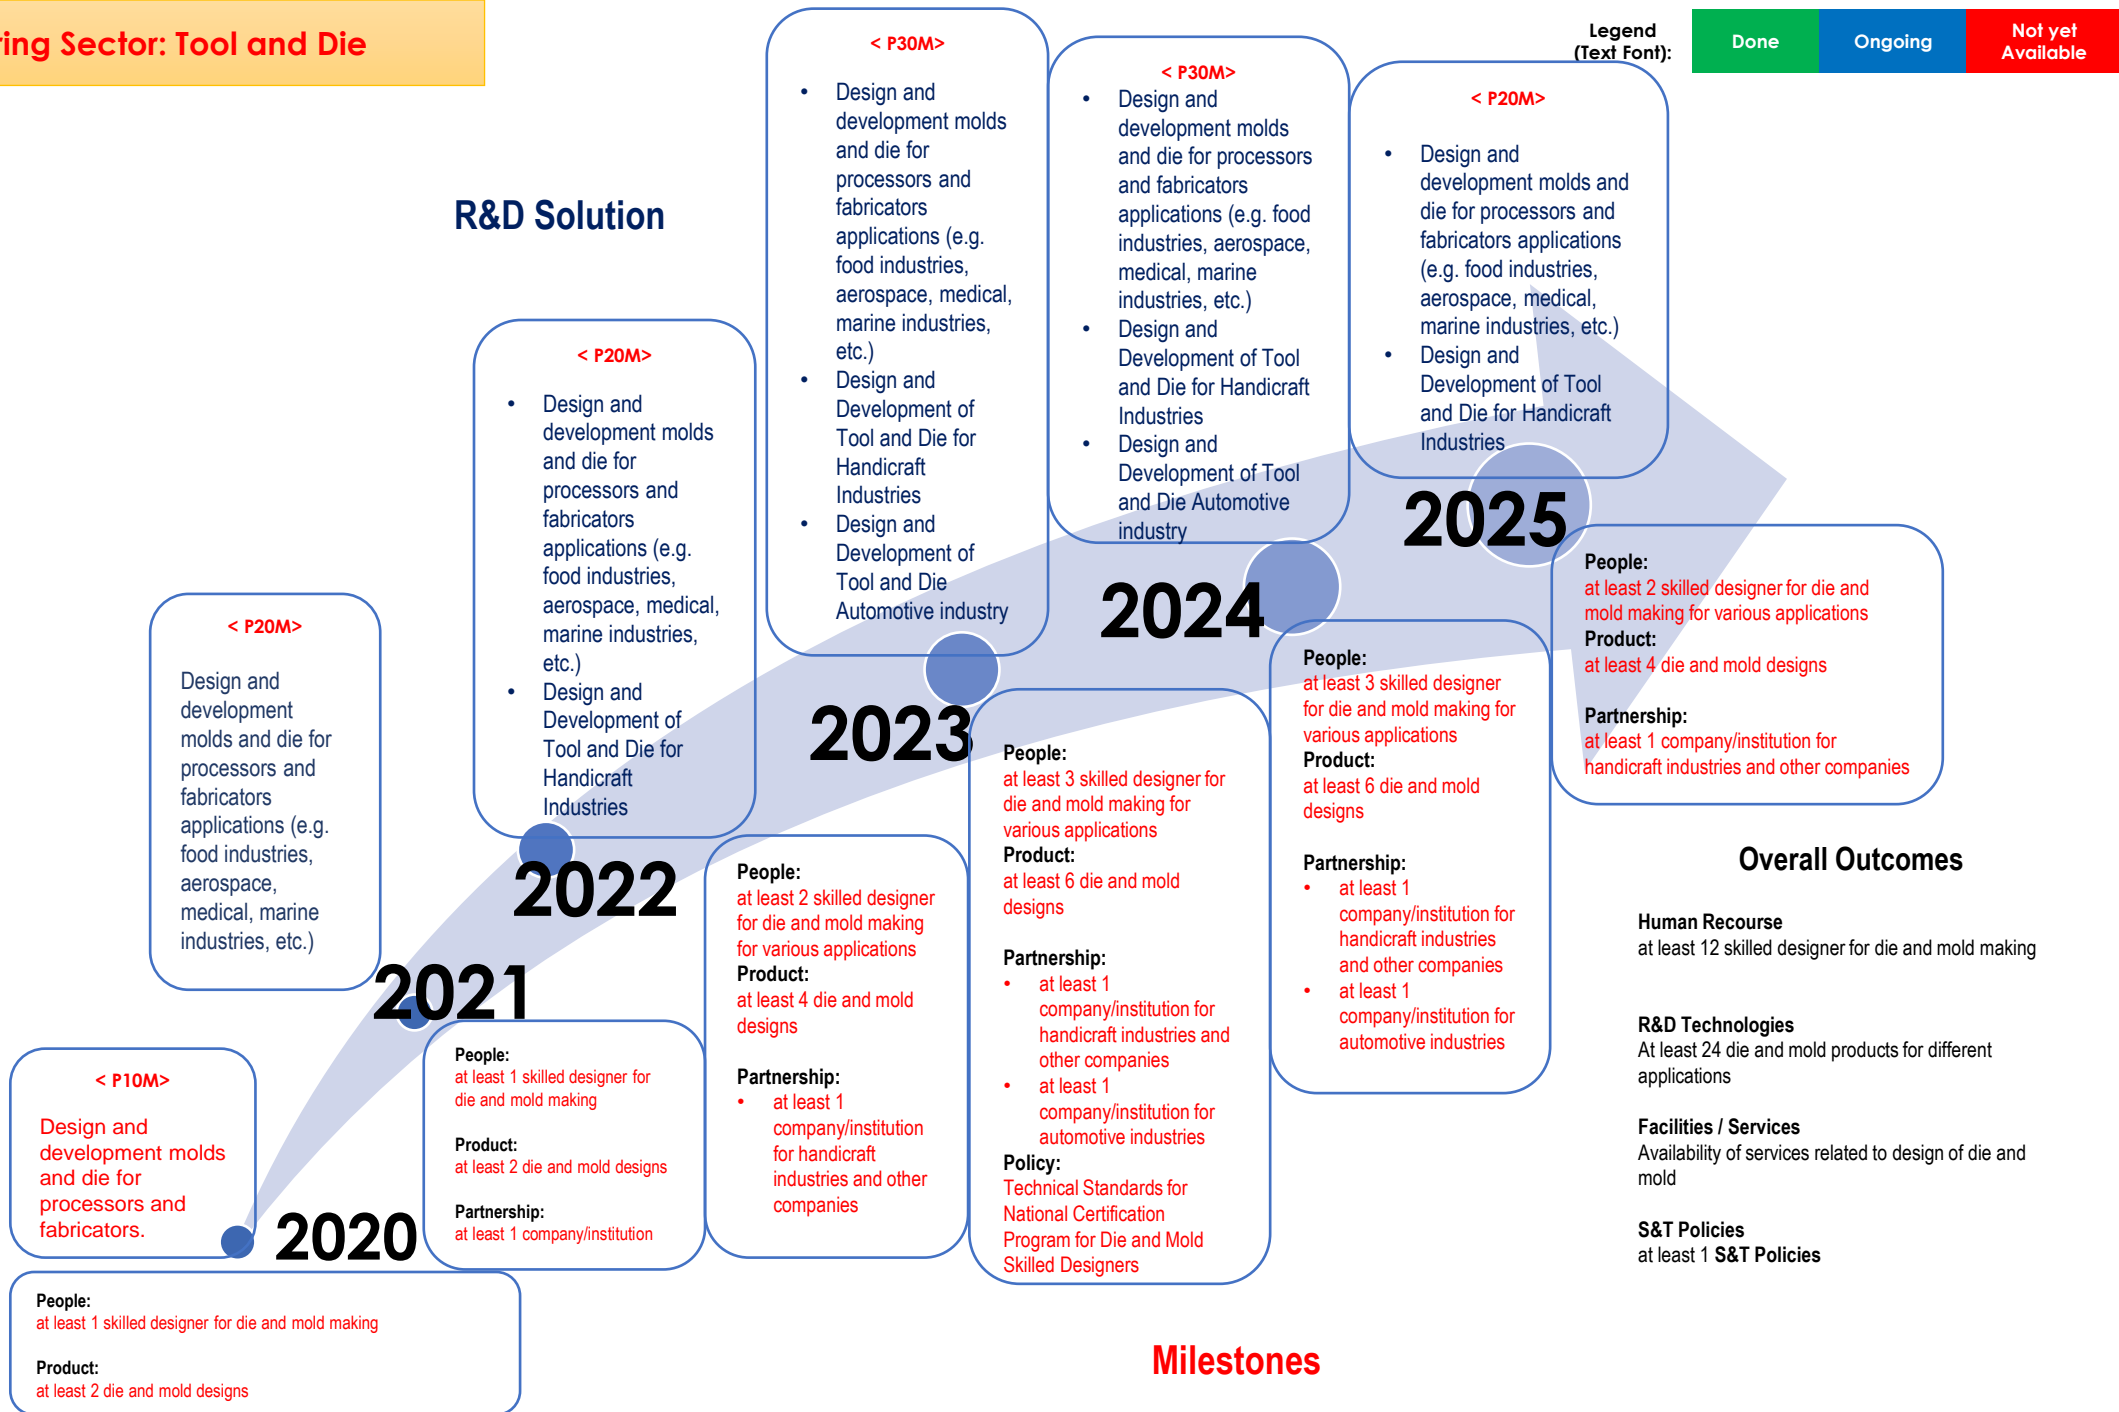 ring Sector: Tool and Die
Legend
(Text Font):
Done
Ongoing
Not yet
Available
R&D Solution
< P10M>
Design and
development molds
and die for
processors and
fabricators.
2020
People:
at least 1 skilled designer for die and mold making
Product:
at least 2 die and mold designs
< P20M>
Design and
development
molds and die for
processors and
fabricators
applications (e.g.
food industries,
aerospace,
medical, marine
industries, etc.)
2021
People:
at least 1 skilled designer for
die and mold making
Product:
at least 2 die and mold designs
Partnership:
at least 1 company/institution
< P20M>
• Design and
development molds
and die for
processors and
fabricators
applications (e.g.
food industries,
aerospace, medical,
marine industries,
etc.)
• Design and
Development of
Tool and Die for
Handicraft
Industries
2022
People:
at least 2 skilled designer
for die and mold making
for various applications
Product:
at least 4 die and mold
designs
Partnership:
• at least 1
company/institution
for handicraft
industries and other
companies
< P30M>
• Design and
development molds
and die for
processors and
fabricators
applications (e.g.
food industries,
aerospace, medical,
marine industries,
etc.)
• Design and
Development of
Tool and Die for
Handicraft
Industries
• Design and
Development of
Tool and Die
Automotive industry
2023
People:
at least 3 skilled designer for
die and mold making for
various applications
Product:
at least 6 die and mold
designs
Partnership:
• at least 1
company/institution for
handicraft industries and
other companies
• at least 1
company/institution for
automotive industries
Policy:
Technical Standards for
National Certification
Program for Die and Mold
Skilled Designers
< P30M>
• Design and
development molds
and die for processors
and fabricators
applications (e.g. food
industries, aerospace,
medical, marine
industries, etc.)
• Design and
Development of Tool
and Die for Handicraft
Industries
• Design and
Development of Tool
and Die Automotive
industry
2024
People:
at least 3 skilled designer
for die and mold making for
various applications
Product:
at least 6 die and mold
designs
Partnership:
• at least 1
company/institution for
handicraft industries
and other companies
• at least 1
company/institution for
automotive industries
< P20M>
• Design and
development molds and
die for processors and
fabricators applications
(e.g. food industries,
aerospace, medical,
marine industries, etc.)
• Design and
Development of Tool
and Die for Handicraft
Industries
2025
People:
at least 2 skilled designer for die and
mold making for various applications
Product:
at least 4 die and mold designs
Partnership:
at least 1 company/institution for
handicraft industries and other companies
Overall Outcomes
Human Recourse
at least 12 skilled designer for die and mold making
R&D Technologies
At least 24 die and mold products for different
applications
Facilities / Services
Availability of services related to design of die and
mold
S&T Policies
at least 1 S&T Policies
Milestones